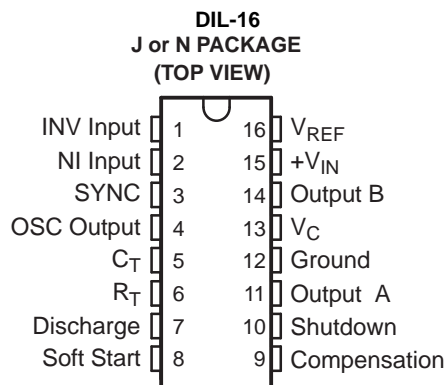 DIL-16
J or N PACKAGE
(TOP VIEW)
INV Input 1 16 VREF
NI Input 2 15 +VIN
SYNC 3 14 Output B
OSC Output 4 13 VC
CT 5 12 Ground
RT 6 11 Output A
Discharge 7 10 Shutdown
Soft Start 8 9 Compensation